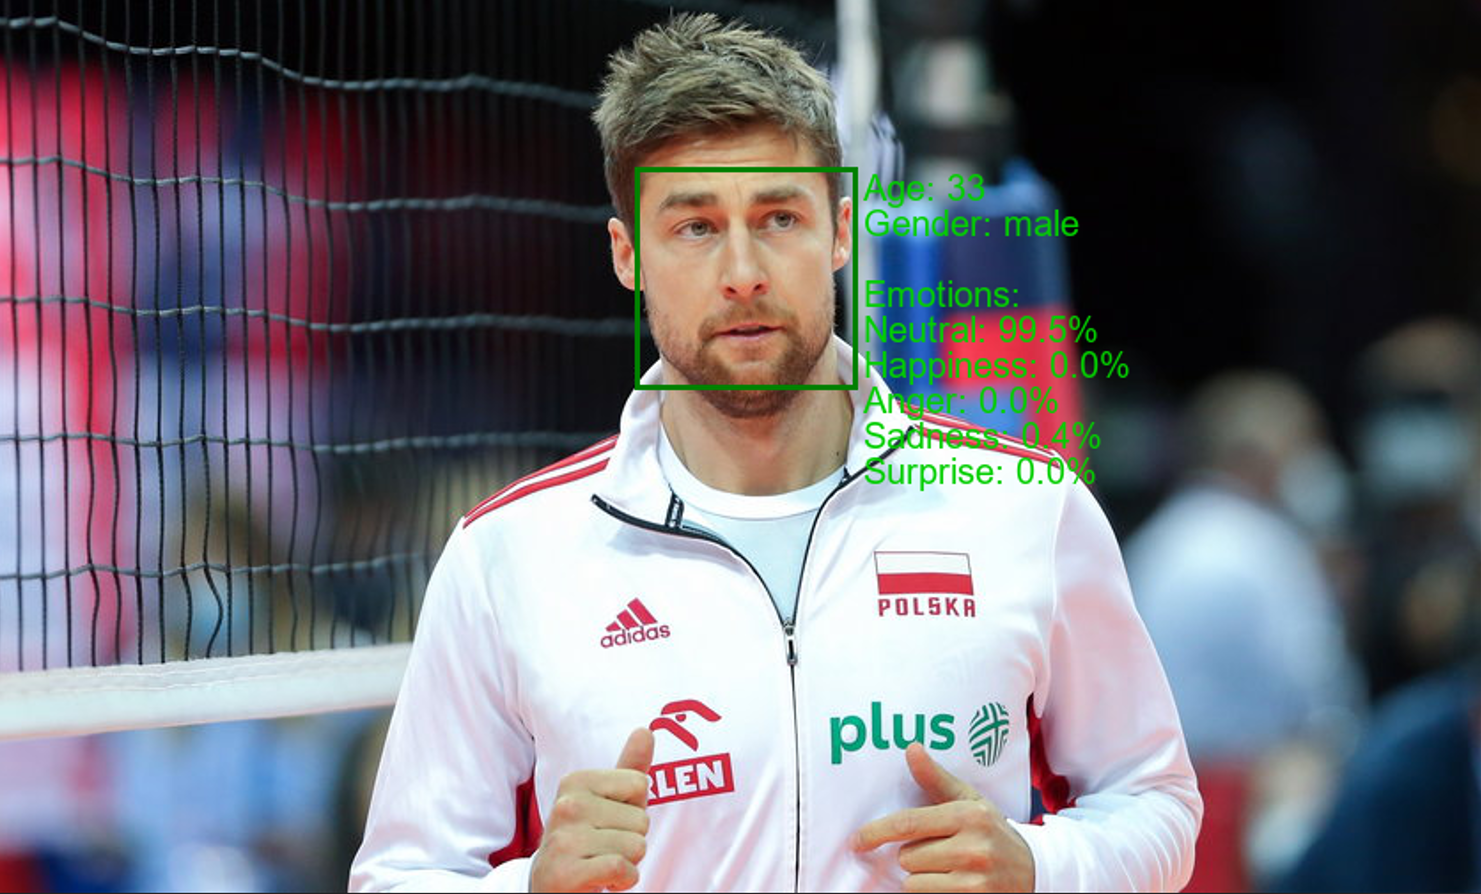 Age: 33
Gender: male
Emotions:
Neutral: 99.5%
Happiness: 0.0%
Anger: 0.0%
Sadness: 0.4%
Surprise: 0.0%
POLSKA
adidas
plus
RLEN